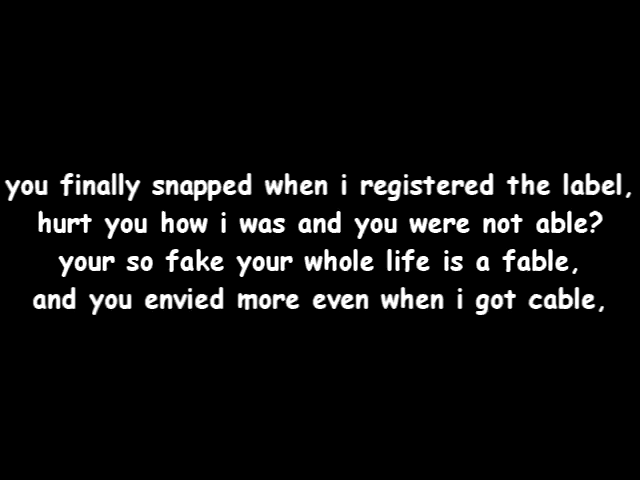 you finally snapped when i registered the label,
hurt you how i was and you were not able?
your so fake your whole life is a fable,
and you envied more even when i got cable,